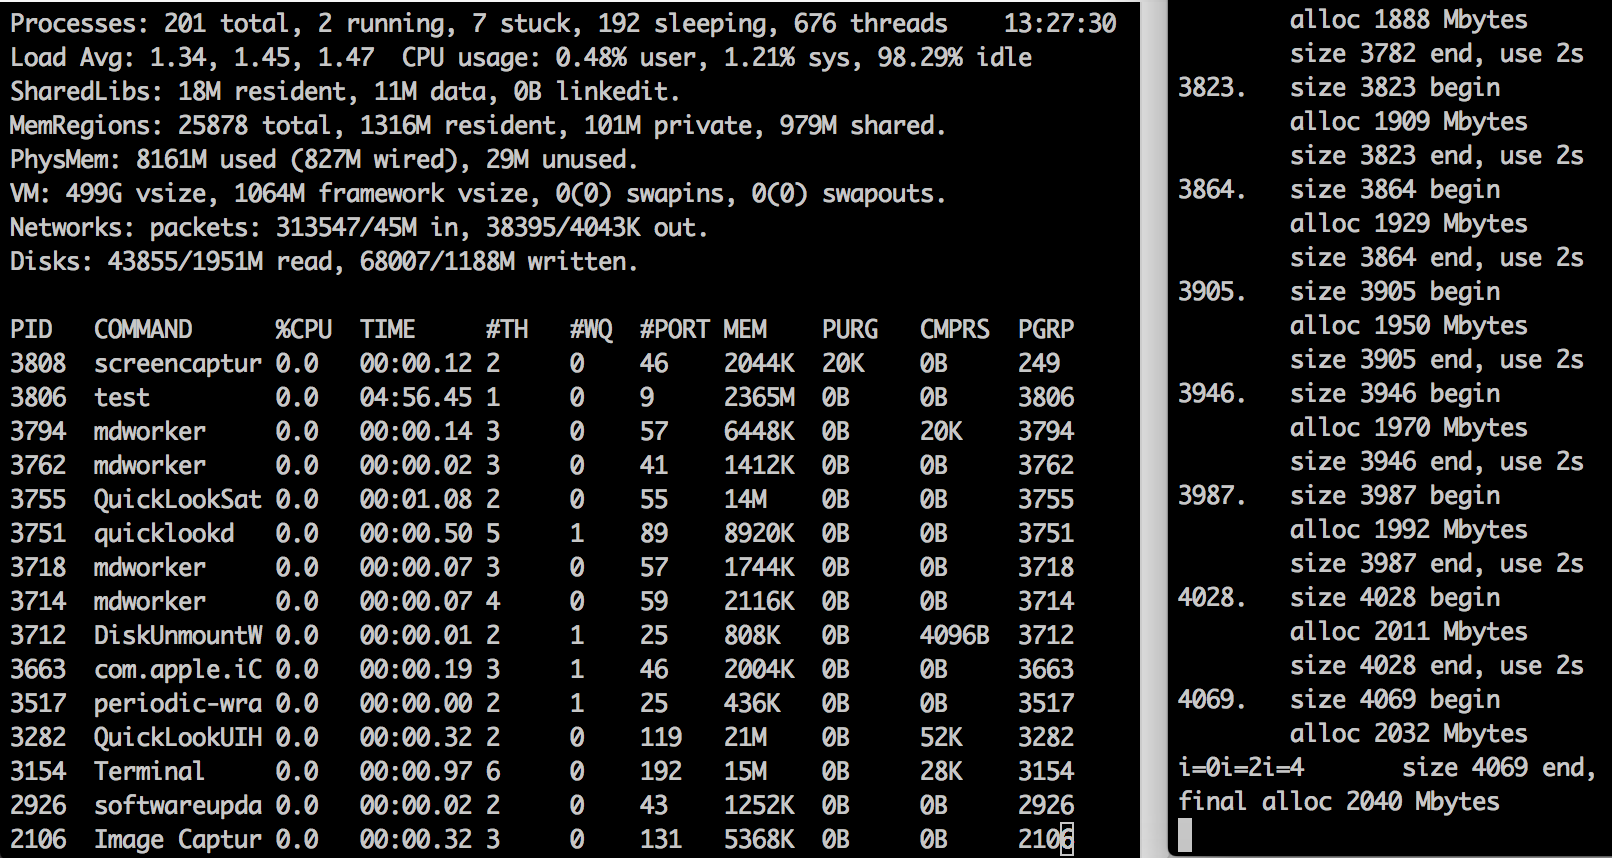 Processes: 201 total, 2 running, 7 stuck, 192 sleeping, 676 threads    13:27:30
Load Avg: 1.34, 1.45, 1.47  CPU usage: 0.48% user, 1.21% sys, 98.29% idle
SharedLibs: 18M resident, 11M data, 0B linkedit.
MemRegions: 25878 total, 1316M resident, 101M private, 979M shared.
PhysMem: 8161M used (827M wired), 29M unused.
VM: 499G vsize, 1064M framework vsize, 0(0) swapins, 0(0) swapouts.
Networks: packets: 313547/45M in, 38395/4043K out.
Disks: 43855/1951M read, 68007/1188M written.

PID   COMMAND      %CPU  TIME     #TH   #WQ  #PORT MEM    PURG   CMPRS  PGRP
3808  screencaptur 0.0   00:00.12 2     0    46    2044K  20K    0B     249
3806  test         0.0   04:56.45 1     0    9     2365M  0B     0B     3806
3794  mdworker     0.0   00:00.14 3     0    57    6448K  0B     20K    3794
3762  mdworker     0.0   00:00.02 3     0    41    1412K  0B     0B     3762
3755  QuickLookSat 0.0   00:01.08 2     0    55    14M    0B     0B     3755
3751  quicklookd   0.0   00:00.50 5     1    89    8920K  0B     0B     3751
3718  mdworker     0.0   00:00.07 3     0    57    1744K  0B     0B     3718
3714  mdworker     0.0   00:00.07 4     0    59    2116K  0B     0B     3714
3712  DiskUnmountW 0.0   00:00.01 2     1    25    808K   0B     4096B  3712
3663  com.apple.iC 0.0   00:00.19 3     1    46    2004K  0B     0B     3663
3517  periodic-wra 0.0   00:00.00 2     1    25    436K   0B     0B     3517
3282  QuickLookUIH 0.0   00:00.32 2     0    119   21M    0B     52K    3282
3154  Terminal     0.0   00:00.97 6     0    192   15M    0B     28K    3154
2926  softwareupda 0.0   00:00.02 2     0    43    1252K  0B     0B     2926
2106  Image Captur 0.0   00:00.32 3     0    131   5368K  0B     0B     2106
alloc 1888 Mbytes
size 3782 end, use 2s
3823.   size 3823 begin
alloc 1909 Mbytes
size 3823 end, use 2s
3864.   size 3864 begin
alloc 1929 Mbytes
size 3864 end, use 2s
3905.   size 3905 begin
alloc 1950 Mbytes
size 3905 end, use 2s
3946.   size 3946 begin
alloc 1970 Mbytes
size 3946 end, use 2s
3987.   size 3987 begin
alloc 1992 Mbytes
size 3987 end, use 2s
4028.   size 4028 begin
alloc 2011 Mbytes
size 4028 end, use 2s
4069.   size 4069 begin
alloc 2032 Mbytes
i=0i=2i=4       size 4069 end,
final alloc 2040 Mbytes